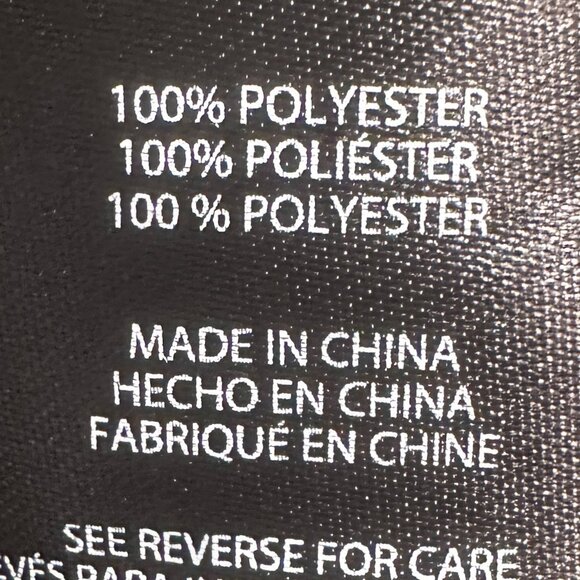 100% POLYESTER
100% POLIÉSTER
100 % POLYESTER
MADE IN CHINA
HECHO EN CHINA
FABRIQUÉ EN CHINE
SEE REVERSE FOR CARE
PARA